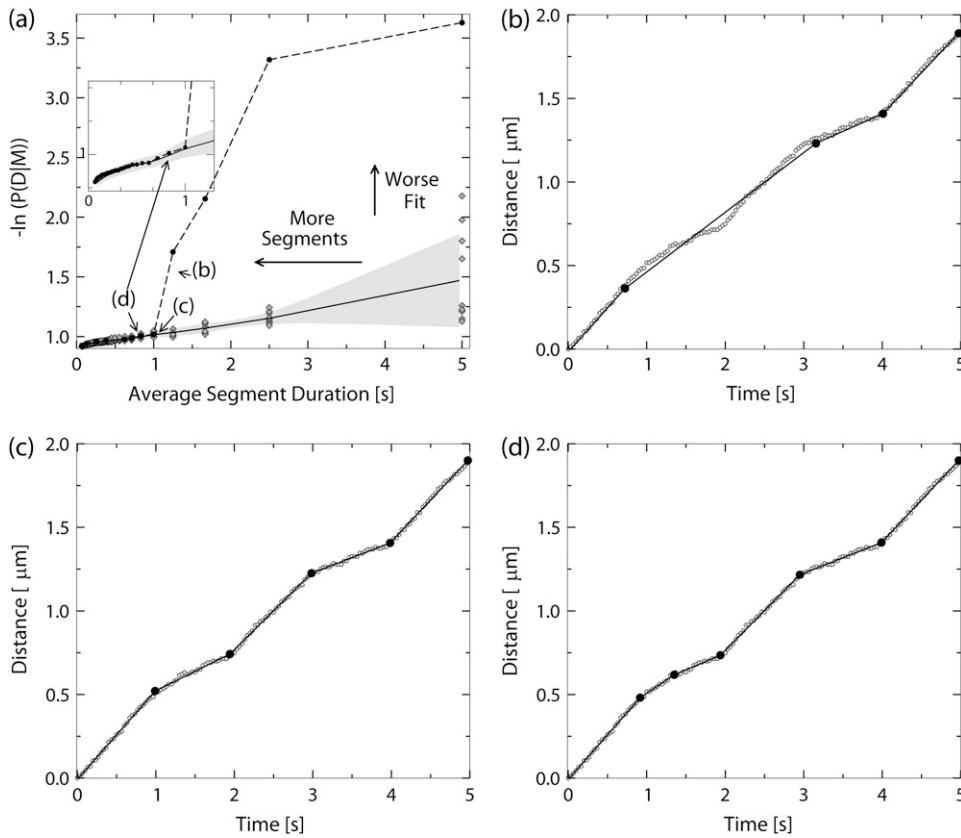 (a)
-ln (P(D|M))
3.5
3.0
2.5
2.0
1.5
1.0
1
0
1
Worse
Fit
More
Segments
(b)
(d)
(c)
0
1
2
3
4
5
Average Segment Duration [s]
(b)
Distance [ μm]
2.0
1.5
1.0
0.5
0.0
0
1
2
3
4
5
Time [s]
(c)
Distance [ μm]
2.0
1.5
1.0
0.5
0.0
0
1
2
3
4
5
Time [s]
(d)
Distance [ μm]
2.0
1.5
1.0
0.5
0.0
0
1
2
3
4
5
Time [s]